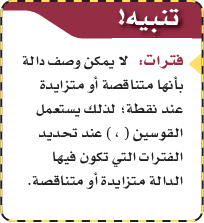 تنبيه!
فترات: لا يمكن وصف دالة
بأنها متناقصة أو متزايدة
عند نقطة؛ لذلك يستعمل
القوسين ( ، ) عند تحديد
الفترات التي تكون فيها
الدالة متزايدة أو متناقصة.